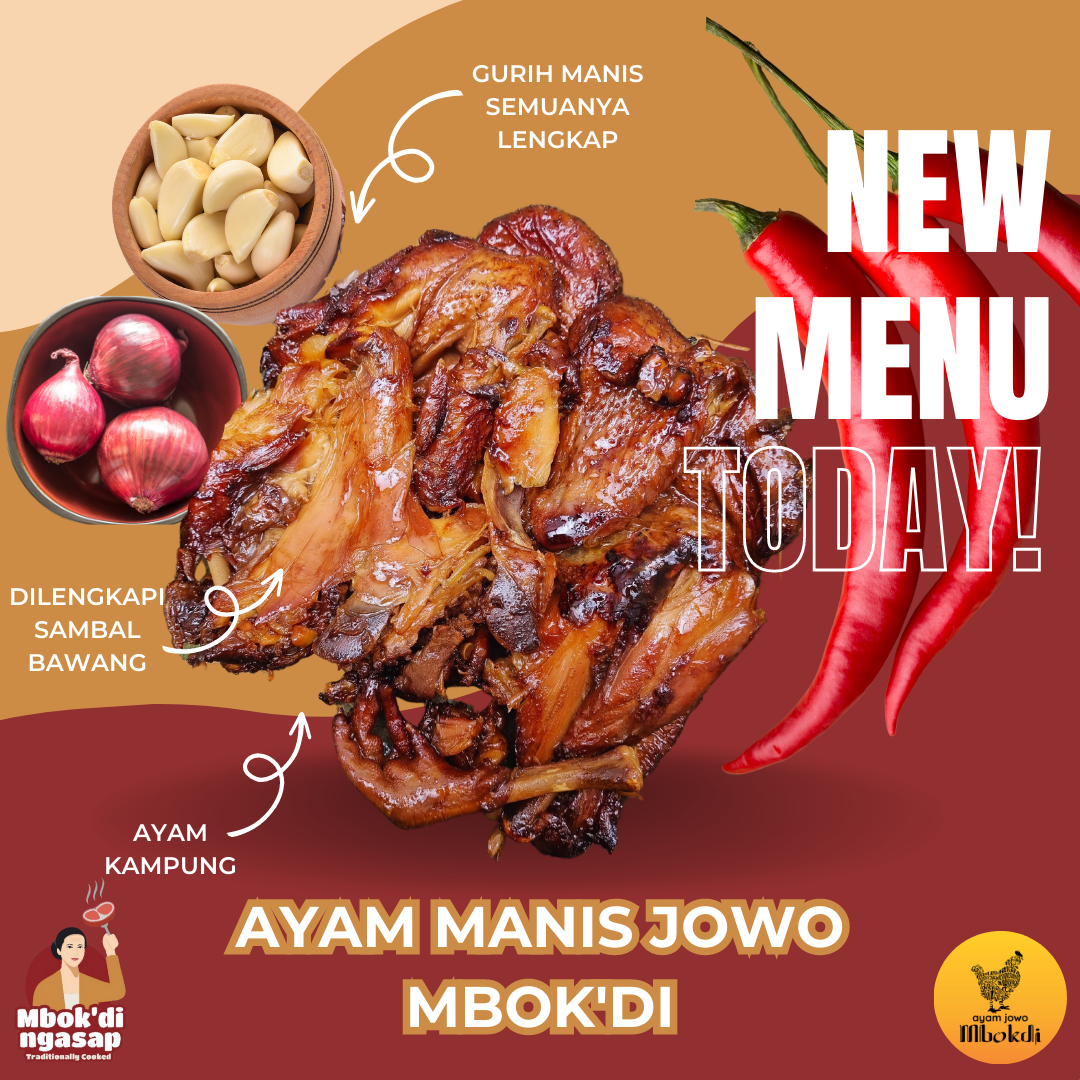 GURIH MANIS
SEMUANYA
LENGKAP
NEW
MENU
TODAY!
DILENGKAPI
SAMBAL
BAWANG
AYAM
KAMPUNG
AYAM MANIS JOWO
MBOK'DI
Mbok'di
ngasap
Traditionally Cooked
ayam jowo
Mbokdi